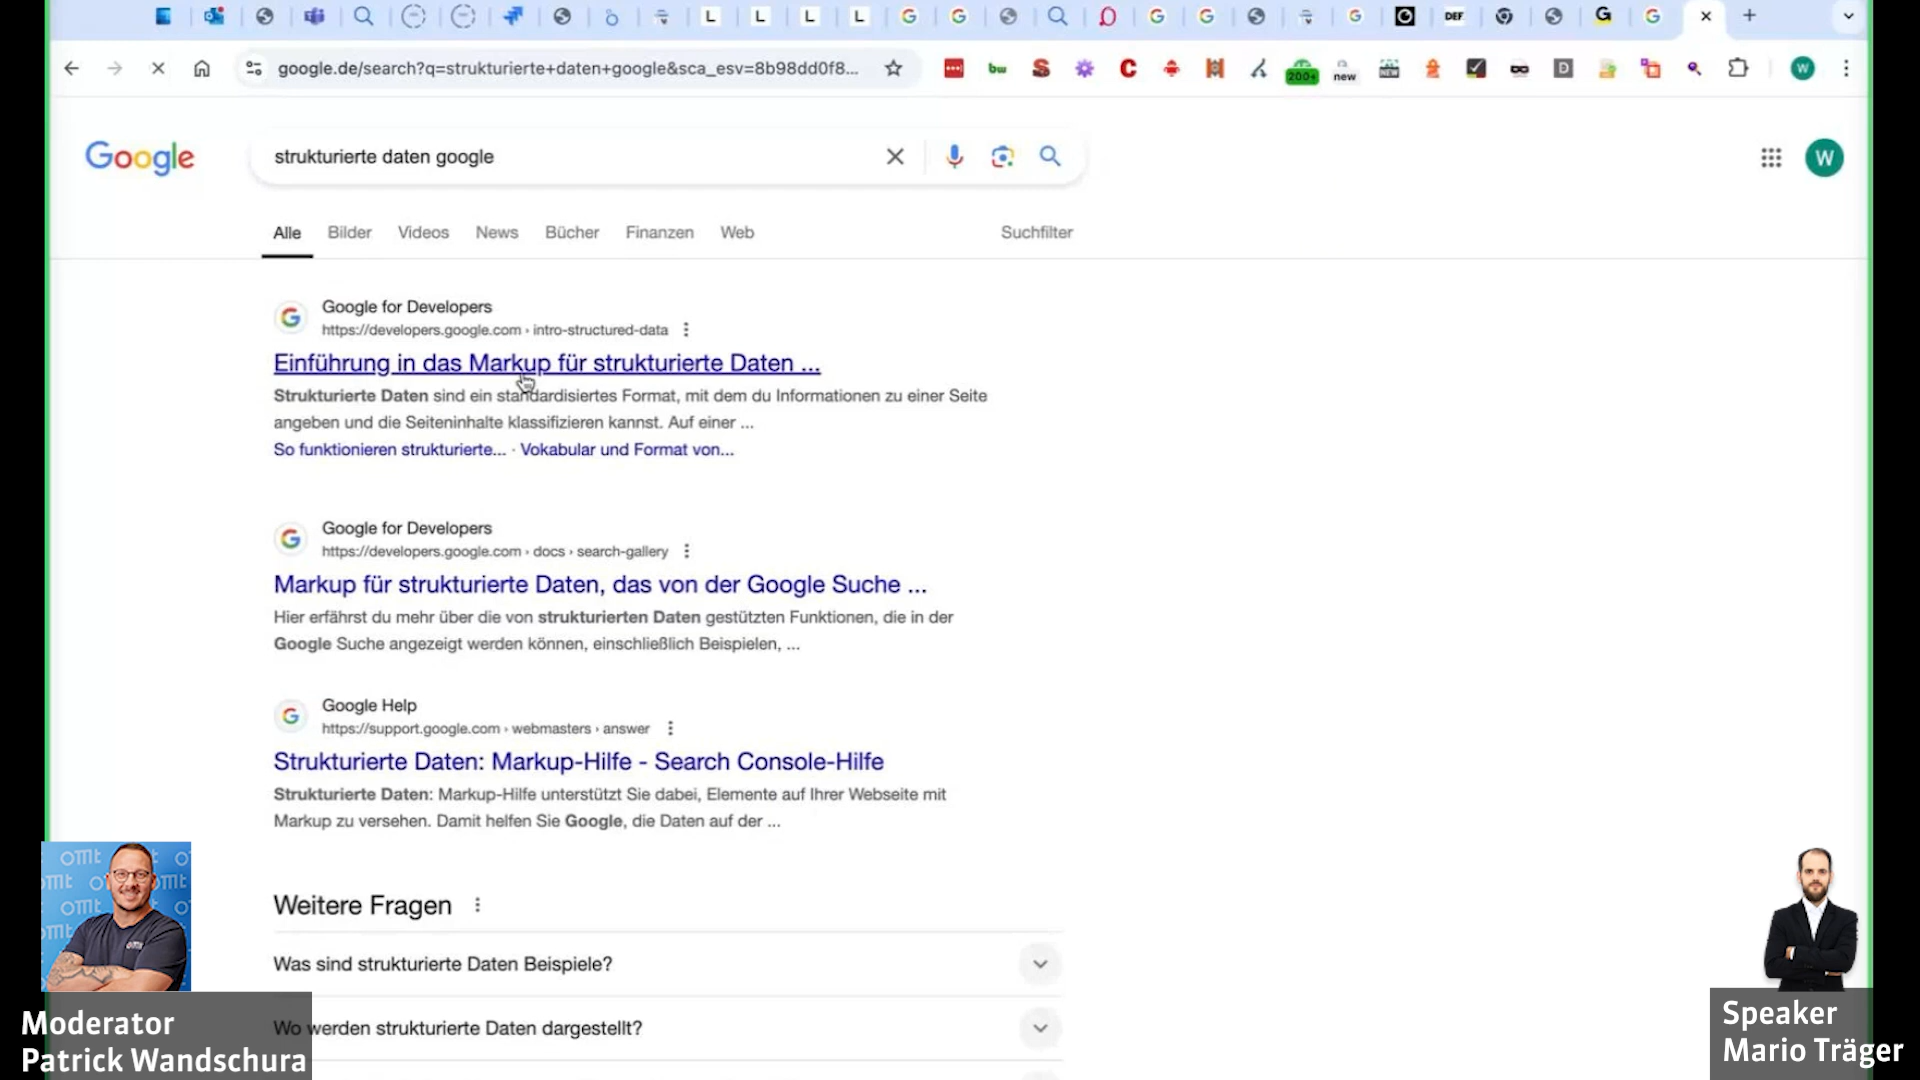 L L L L DEF
google.de/search?q=strukturierte+daten+google&sca_esv=8b98dd0f8...
bw S C 200+ new NEW D W
Google
strukturierte daten google
W
Alle Bilder Videos News Bücher Finanzen Web Suchfilter
Google for Developers
https://developers.google.com › intro-structured-data
Einführung in das Markup für strukturierte Daten ...
Strukturierte Daten sind ein standardisiertes Format, mit dem du Informationen zu einer Seite
angeben und die Seiteninhalte klassifizieren kannst. Auf einer ...
So funktionieren strukturierte... · Vokabular und Format von...
Google for Developers
https://developers.google.com › docs › search-gallery
Markup für strukturierte Daten, das von der Google Suche ...
Hier erfährst du mehr über die von strukturierten Daten gestützten Funktionen, die in der
Google Suche angezeigt werden können, einschließlich Beispielen, ...
Google Help
https://support.google.com › webmasters › answer
Strukturierte Daten: Markup-Hilfe - Search Console-Hilfe
Strukturierte Daten: Markup-Hilfe unterstützt Sie dabei, Elemente auf Ihrer Webseite mit
Markup zu versehen. Damit helfen Sie Google, die Daten auf der ...
Weitere Fragen
Was sind strukturierte Daten Beispiele?
Wo werden strukturierte Daten dargestellt?
omt
Moderator
Patrick Wandschura
Speaker
Mario Träger